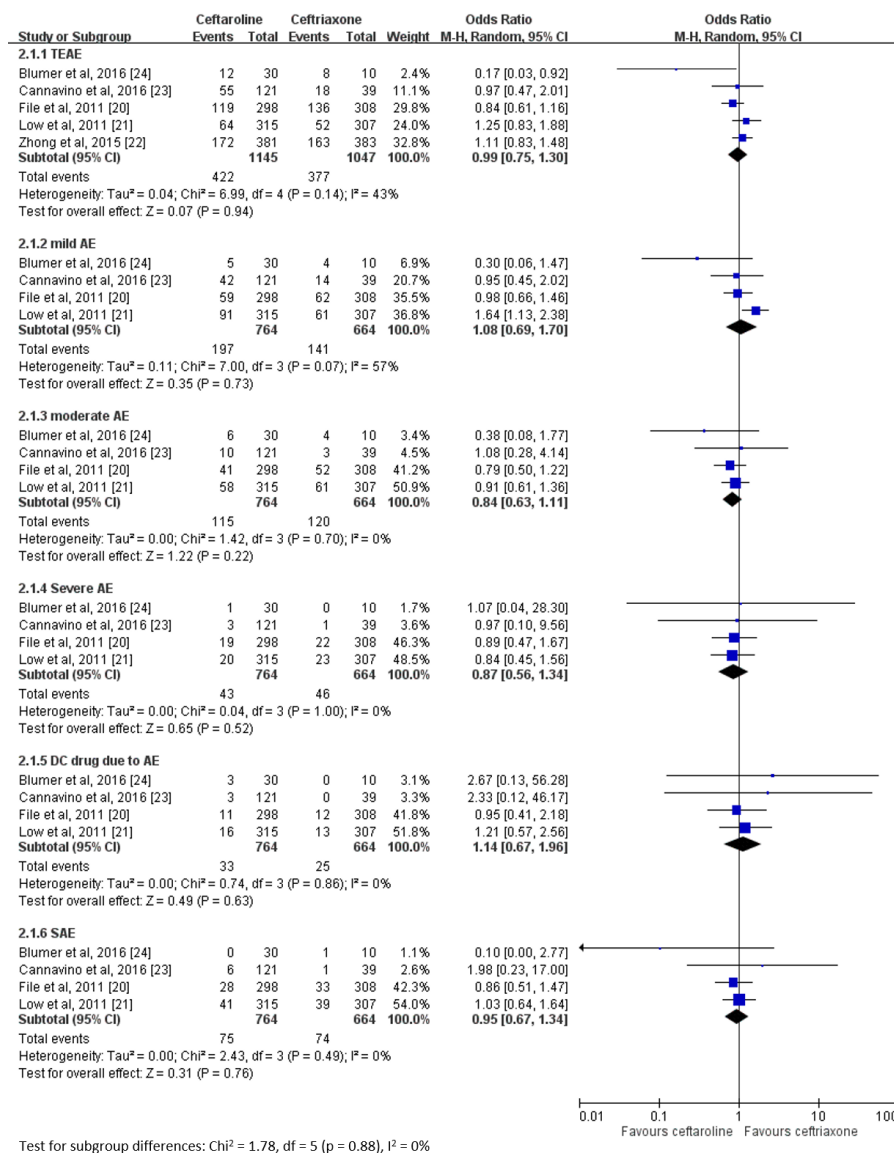 Ceftaroline Ceftriaxone Odds Ratio Odds Ratio
Study or Subgroup Events Total Events Total Weight M-H, Random, 95% CI M-H, Random, 95% CI
2.1.1 TEAE
Blumer et al, 2016 [24] 12 30 8 10 2.4% 0.17 [0.03, 0.92]
Cannavino et al, 2016 [23] 55 121 18 39 11.1% 0.97 [0.47, 2.01]
File et al, 2011 [20] 119 298 136 308 29.8% 0.84 [0.61, 1.16]
Low et al, 2011 [21] 64 315 52 307 24.0% 1.25 [0.83, 1.88]
Zhong et al, 2015 [22] 172 381 163 383 32.8% 1.11 [0.83, 1.48]
Subtotal (95% CI) 1145 1047 100.0% 0.99 [0.75, 1.30]
Total events 422 377
Heterogeneity: Tau² = 0.04; Chi² = 6.99, df = 4 (P = 0.14); I² = 43%
Test for overall effect: Z = 0.07 (P = 0.94)
2.1.2 mild AE
Blumer et al, 2016 [24] 5 30 4 10 6.9% 0.30 [0.06, 1.47]
Cannavino et al, 2016 [23] 42 121 14 39 20.7% 0.95 [0.45, 2.02]
File et al, 2011 [20] 59 298 62 308 35.5% 0.98 [0.66, 1.46]
Low et al, 2011 [21] 91 315 61 307 36.8% 1.64 [1.13, 2.38]
Subtotal (95% CI) 764 664 100.0% 1.08 [0.69, 1.70]
Total events 197 141
Heterogeneity: Tau² = 0.11; Chi² = 7.00, df = 3 (P = 0.07); I² = 57%
Test for overall effect: Z = 0.35 (P = 0.73)
2.1.3 moderate AE
Blumer et al, 2016 [24] 6 30 4 10 3.4% 0.38 [0.08, 1.77]
Cannavino et al, 2016 [23] 10 121 3 39 4.5% 1.08 [0.28, 4.14]
File et al, 2011 [20] 41 298 52 308 41.2% 0.79 [0.50, 1.22]
Low et al, 2011 [21] 58 315 61 307 50.9% 0.91 [0.61, 1.36]
Subtotal (95% CI) 764 664 100.0% 0.84 [0.63, 1.11]
Total events 115 120
Heterogeneity: Tau² = 0.00; Chi² = 1.42, df = 3 (P = 0.70); I² = 0%
Test for overall effect: Z = 1.22 (P = 0.22)
2.1.4 Severe AE
Blumer et al, 2016 [24] 1 30 0 10 1.7% 1.07 [0.04, 28.30]
Cannavino et al, 2016 [23] 3 121 1 39 3.6% 0.97 [0.10, 9.56]
File et al, 2011 [20] 19 298 22 308 46.3% 0.89 [0.47, 1.67]
Low et al, 2011 [21] 20 315 23 307 48.5% 0.84 [0.45, 1.56]
Subtotal (95% CI) 764 664 100.0% 0.87 [0.56, 1.34]
Total events 43 46
Heterogeneity: Tau² = 0.00; Chi² = 0.04, df = 3 (P = 1.00); I² = 0%
Test for overall effect: Z = 0.65 (P = 0.52)
2.1.5 DC drug due to AE
Blumer et al, 2016 [24] 3 30 0 10 3.1% 2.67 [0.13, 56.28]
Cannavino et al, 2016 [23] 3 121 0 39 3.3% 2.33 [0.12, 46.17]
File et al, 2011 [20] 11 298 12 308 41.8% 0.95 [0.41, 2.18]
Low et al, 2011 [21] 16 315 13 307 51.8% 1.21 [0.57, 2.56]
Subtotal (95% CI) 764 664 100.0% 1.14 [0.67, 1.96]
Total events 33 25
Heterogeneity: Tau² = 0.00; Chi² = 0.74, df = 3 (P = 0.86); I² = 0%
Test for overall effect: Z = 0.49 (P = 0.63)
2.1.6 SAE
Blumer et al, 2016 [24] 0 30 1 10 1.1% 0.10 [0.00, 2.77]
Cannavino et al, 2016 [23] 6 121 1 39 2.6% 1.98 [0.23, 17.00]
File et al, 2011 [20] 28 298 33 308 42.3% 0.86 [0.51, 1.47]
Low et al, 2011 [21] 41 315 39 307 54.0% 1.03 [0.64, 1.64]
Subtotal (95% CI) 764 664 100.0% 0.95 [0.67, 1.34]
Total events 75 74
Heterogeneity: Tau² = 0.00; Chi² = 2.43, df = 3 (P = 0.49); I² = 0%
Test for overall effect: Z = 0.31 (P = 0.76)
0.01 0.1 1 10 100
Favours ceftaroline Favours ceftriaxone
Test for subgroup differences: Chi² = 1.78, df = 5 (p = 0.88), I² = 0%